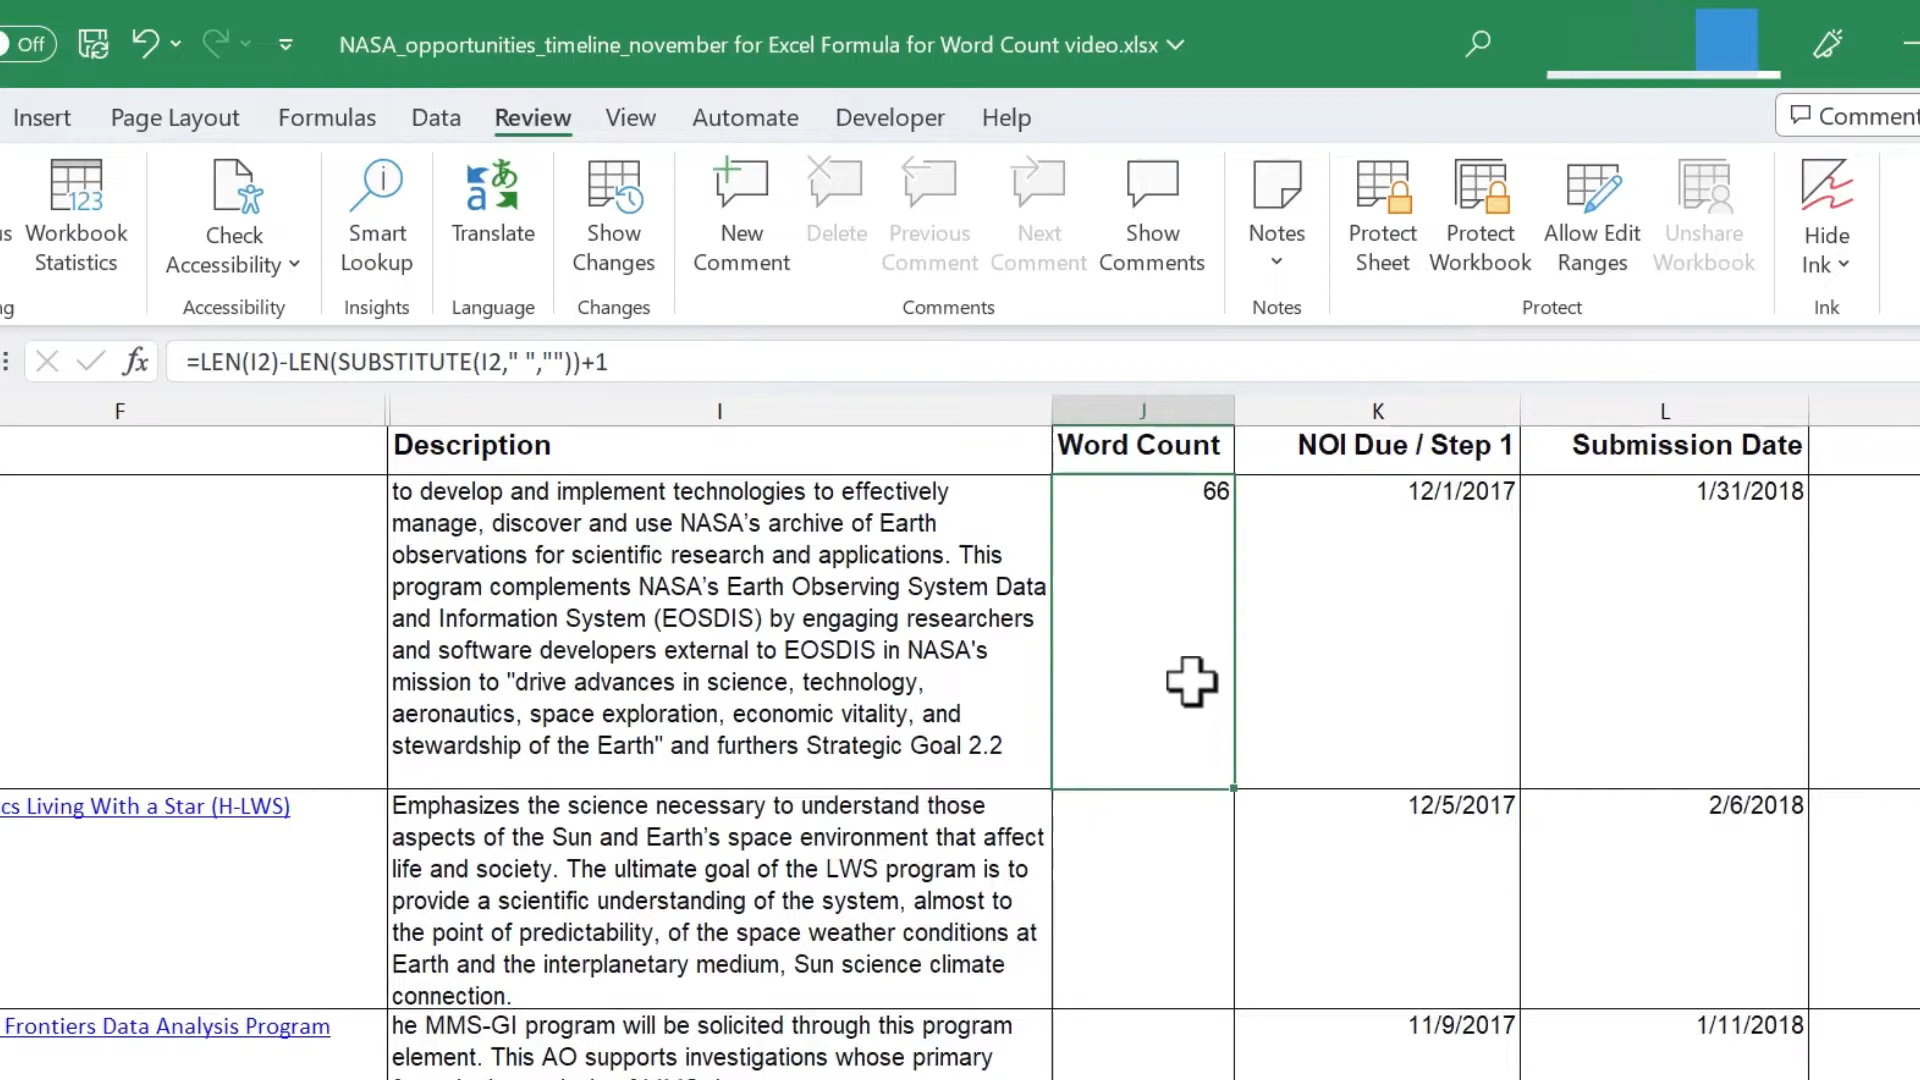 Off
NASA_opportunities_timeline_november for Excel Formula for Word Count video.xlsx
Insert Page Layout Formulas Data Review View Automate Developer Help
Comment
Workbook Statistics
Check Accessibility
Smart Lookup
Translate
Show Changes
New Comment
Delete
Previous Comment
Next Comment
Show Comments
Notes
Protect Sheet
Protect Workbook
Allow Edit Ranges
Unshare Workbook
Hide Ink
Accessibility Insights Language Changes Comments Notes Protect Ink
fx =LEN(I2)-LEN(SUBSTITUTE(I2," ",""))+1
F I J K L
Description Word Count NOI Due / Step 1 Submission Date
to develop and implement technologies to effectively 66 12/1/2017 1/31/2018
manage, discover and use NASA’s archive of Earth
observations for scientific research and applications. This
program complements NASA’s Earth Observing System Data
and Information System (EOSDIS) by engaging researchers
and software developers external to EOSDIS in NASA's
mission to "drive advances in science, technology,
aeronautics, space exploration, economic vitality, and
stewardship of the Earth" and furthers Strategic Goal 2.2
cs Living With a Star (H-LWS) Emphasizes the science necessary to understand those 12/5/2017 2/6/2018
aspects of the Sun and Earth’s space environment that affect
life and society. The ultimate goal of the LWS program is to
provide a scientific understanding of the system, almost to
the point of predictability, of the space weather conditions at
Earth and the interplanetary medium, Sun science climate
connection.
Frontiers Data Analysis Program he MMS-GI program will be solicited through this program 11/9/2017 1/11/2018
element. This AO supports investigations whose primary